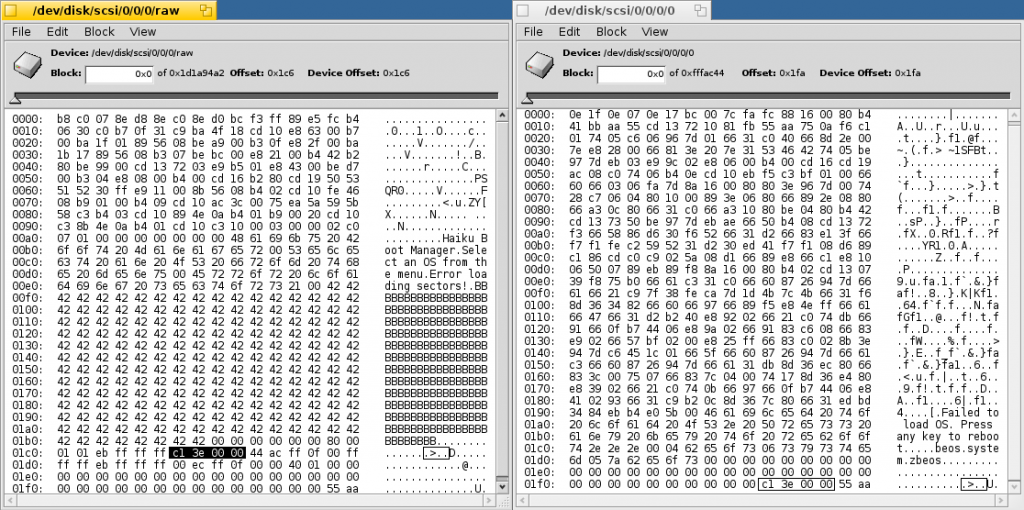 /dev/disk/scsi/0/0/0/raw
File Edit Block View
Device: /dev/disk/scsi/0/0/0/raw
Block: 0x0 of 0x1d1a94a2 Offset: 0x1c6 Device Offset: 0x1c6
0000: b8 c0 07 8e d8 8e c0 8e d0 bc f3 ff 89 e5 fc b4 ................
0010: 06 30 c0 b7 0f 31 c9 ba 4f 18 cd 10 e8 63 00 b7 .0...1..O....c..
0020: 00 ba 1f 01 89 56 08 be a9 00 b3 0f e8 2f 00 ba .....V....../..
0030: 1b 17 89 56 08 b3 07 be bc 00 e8 21 00 b4 42 b2 ...V.......!..B.
0040: 80 be 99 00 cd 13 72 03 e9 b5 01 e8 43 00 be d7 ......r.....C...
0050: 00 b3 04 e8 08 00 b4 00 cd 16 b2 80 cd 19 50 53 ..............PS
0060: 51 52 30 ff e9 11 00 8b 56 08 b4 02 cd 10 fe 46 QR0.....V......F
0070: 08 b9 01 00 b4 09 cd 10 ac 3c 00 75 ea 5a 59 5b .........<.u.ZY[
0080: 58 c3 b4 03 cd 10 89 4e 0a b4 01 b9 00 20 cd 10 X......N..... ..
0090: c3 8b 4e 0a b4 01 cd 10 c3 10 00 03 00 00 02 c0 ..N.............
00a0: 07 01 00 00 00 00 00 00 00 48 61 69 6b 75 20 42 .........Haiku B
00b0: 6f 6f 74 20 4d 61 6e 61 67 65 72 00 53 65 6c 65 oot Manager.Sele
00c0: 63 74 20 61 6e 20 4f 53 20 66 72 6f 6d 20 74 68 ct an OS from th
00d0: 65 20 6d 65 6e 75 00 45 72 72 6f 72 20 6c 6f 61 e menu.Error loa
00e0: 64 69 6e 67 20 73 65 63 74 6f 72 73 21 00 42 42 ding sectors!.BB
00f0: 42 42 42 42 42 42 42 42 42 42 42 42 42 42 42 42 BBBBBBBBBBBBBBBB
0100: 42 42 42 42 42 42 42 42 42 42 42 42 42 42 42 42 BBBBBBBBBBBBBBBB
0110: 42 42 42 42 42 42 42 42 42 42 42 42 42 42 42 42 BBBBBBBBBBBBBBBB
0120: 42 42 42 42 42 42 42 42 42 42 42 42 42 42 42 42 BBBBBBBBBBBBBBBB
0130: 42 42 42 42 42 42 42 42 42 42 42 42 42 42 42 42 BBBBBBBBBBBBBBBB
0140: 42 42 42 42 42 42 42 42 42 42 42 42 42 42 42 42 BBBBBBBBBBBBBBBB
0150: 42 42 42 42 42 42 42 42 42 42 42 42 42 42 42 42 BBBBBBBBBBBBBBBB
0160: 42 42 42 42 42 42 42 42 42 42 42 42 42 42 42 42 BBBBBBBBBBBBBBBB
0170: 42 42 42 42 42 42 42 42 42 42 42 42 42 42 42 42 BBBBBBBBBBBBBBBB
0180: 42 42 42 42 42 42 42 42 42 42 42 42 42 42 42 42 BBBBBBBBBBBBBBBB
0190: 42 42 42 42 42 42 42 42 42 42 42 42 42 42 42 42 BBBBBBBBBBBBBBBB
01a0: 42 42 42 42 42 42 42 42 42 42 42 42 42 42 42 42 BBBBBBBBBBBBBBBB
01b0: 42 42 42 42 42 42 42 42 00 00 00 00 00 00 80 00 BBBBBBBB........
01c0: 01 01 eb ff ff ff c1 3e 00 00 44 ac ff 0f 00 ff .......>..D.....
01d0: ff ff eb ff ff ff 00 00 ec ff 0f 00 00 40 01 00 .............@..
01e0: 00 00 00 00 00 00 00 00 00 00 00 00 00 00 00 00 ................
01f0: 00 00 00 00 00 00 00 00 00 00 00 00 00 00 55 aa ..............U.
/dev/disk/scsi/0/0/0/0
File Edit Block View
Device: /dev/disk/scsi/0/0/0/0
Block: 0x0 of 0xfffac44 Offset: 0x1fa Device Offset: 0x1fa
0000: 0e 1f 0e 07 0e 17 bc 00 7c fa fc 88 16 00 80 b4 ........|.......
0010: 41 bb aa 55 cd 13 72 10 81 fb 55 aa 75 0a f6 c1 A..U..r...U.u...
0020: 01 74 05 c6 06 96 7d 01 66 31 c0 40 66 8d 2e 00 .t....}.f1.@f...
0030: 7e e8 28 00 66 81 3e 20 7e 31 53 46 42 74 05 be ~.(.f.> ~1SFBt..
0040: 97 7d eb 03 e9 9c 02 e8 06 00 b4 00 cd 16 cd 19 .}..............
0050: ac 08 c0 74 06 b4 0e cd 10 eb f5 c3 bf 01 00 66 ...t...........f
0060: 60 66 03 06 fa 7d 8a 16 00 80 80 3e 96 7d 00 74 `f...}.....>.}.t
0070: 28 c7 06 04 80 10 00 89 3e 06 80 66 89 2e 08 80 (.......>..f....
0080: 66 a3 0c 80 66 31 c0 66 a3 10 80 be 04 80 b4 42 f...f1.f.......B
0090: cd 13 73 50 be 97 7d eb ae 66 50 b4 08 cd 13 72 ..sP..}..fP....r
00a0: f3 66 58 86 d6 30 f6 52 66 31 d2 66 83 e1 3f 66 .fX..0.Rf1.f..?f
00b0: f7 f1 fe c2 59 52 31 d2 30 ed 41 f7 f1 08 d6 89 ....YR1.0.A.....
00c0: c1 86 cd c0 c9 02 5a 08 d1 66 89 e8 66 c1 e8 10
00d0: 06 50 07 89 eb 89 f8 8a 16 00 80 b4 02 cd 13 07 .P..............
00e0: 39 f8 75 b0 66 61 c3 31 c0 66 60 87 26 94 7d 66 9.u.fa.1.f`.&.}f
00f0: 61 66 21 c9 7f 38 fe ca 7d 1d 4b 7c 4b 66 31 f6 af!..8..}.K|Kf1.
0100: 8d 36 34 82 66 60 66 97 66 89 f5 e8 4f ff 66 61
0110: 66 47 66 31 d2 b2 40 e8 92 02 66 21 c0 74 db 66 fGf1..@...f!.t.f
0120: 91 66 0f b7 44 06 e8 9a 02 66 91 83 c6 08 66 83 .f..D....f....f.
0130: e9 02 66 57 bf 02 00 e8 25 ff 66 83 c0 02 8b 3e ..fW....%.f....>
0140: 94 7d c6 45 1c 01 66 5f 66 60 87 26 94 7d 66 61 .}.E..f_f`.&.}fa
0150: c3 66 60 87 26 94 7d 66 61 31 db 8d 36 ec 80 66 .f`.&.}fa1..6..f
0160: 83 3c 00 75 07 66 83 7c 04 00 74 17 8d 36 e4 80 .<.u.f.|..t..6..
0170: e8 39 02 66 21 c0 74 0b 66 97 66 0f b7 44 06 e8 .9.f!.t.f.f..D..
0180: 41 02 93 66 31 c9 b2 0c 8d 36 7c 80 66 31 ed bd A..f1....6|.f1..
0190: 34 84 eb b4 e0 5b 00 46 61 69 6c 65 64 20 74 6f 4....[.Failed to
01a0: 20 6c 6f 61 64 20 4f 53 2e 20 50 72 65 73 73 20 load OS. Press
01b0: 61 6e 79 20 6b 65 79 20 74 6f 20 72 65 62 6f 6f any key to reboo
01c0: 74 2e 2e 2e 00 04 62 65 6f 73 06 73 79 73 74 65 t.....beos.syste
01d0: 6d 0c 7a 62 65 6f 73 00 00 00 00 00 00 00 00 00 m.zbeos.........
01e0: 00 00 00 00 00 00 00 00 00 00 00 00 00 00 00 00 ................
01f0: 00 00 00 00 00 00 00 00 00 00 c1 3e 00 00 55 aa ...........>..U.